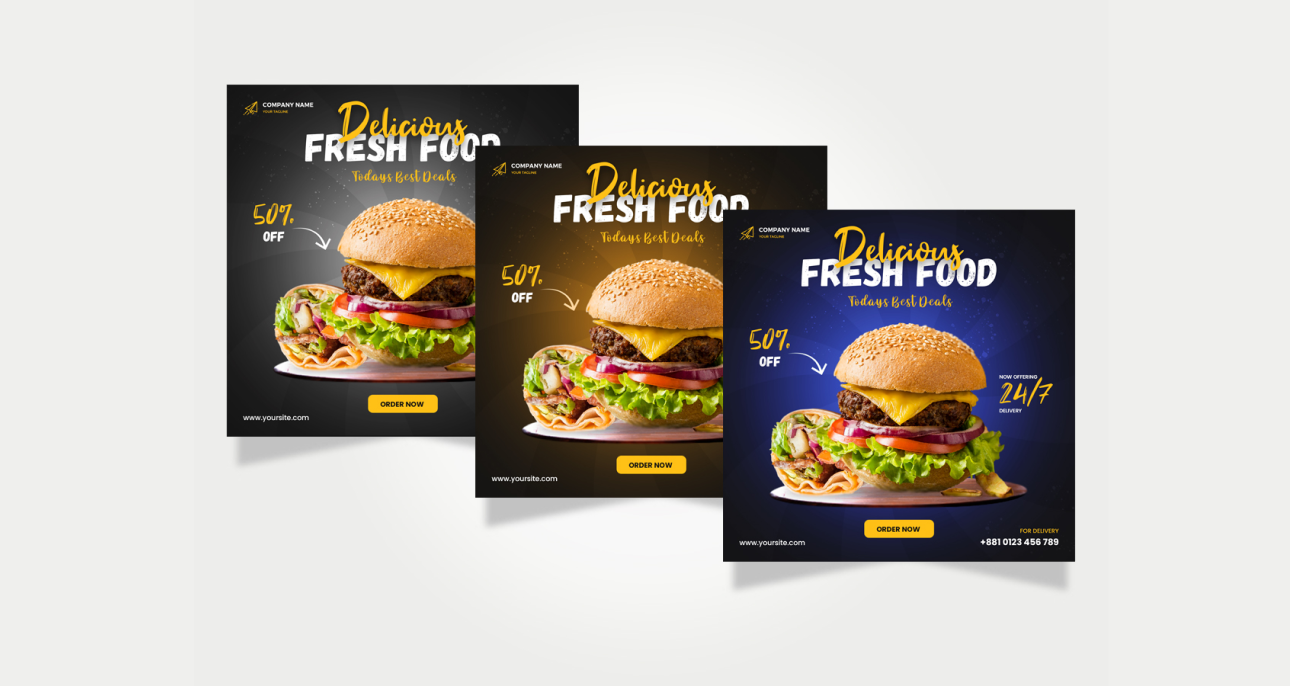 COMPANY NAME
YOUR TAGLINE
Delicious
FRESH FOOD
Todays Best Deals
50%
OFF
ORDER NOW
www.yoursite.com
COMPANY NAME
YOUR TAGLINE
Delicious
FRESH FOOD
Todays Best Deals
50%
OFF
ORDER NOW
www.yoursite.com
COMPANY NAME
YOUR TAGLINE
Delicious
FRESH FOOD
Todays Best Deals
50%
OFF
NOW OFFERING
24/7
DELIVERY
ORDER NOW
FOR DELIVERY
www.yoursite.com
+881 0123 456 789